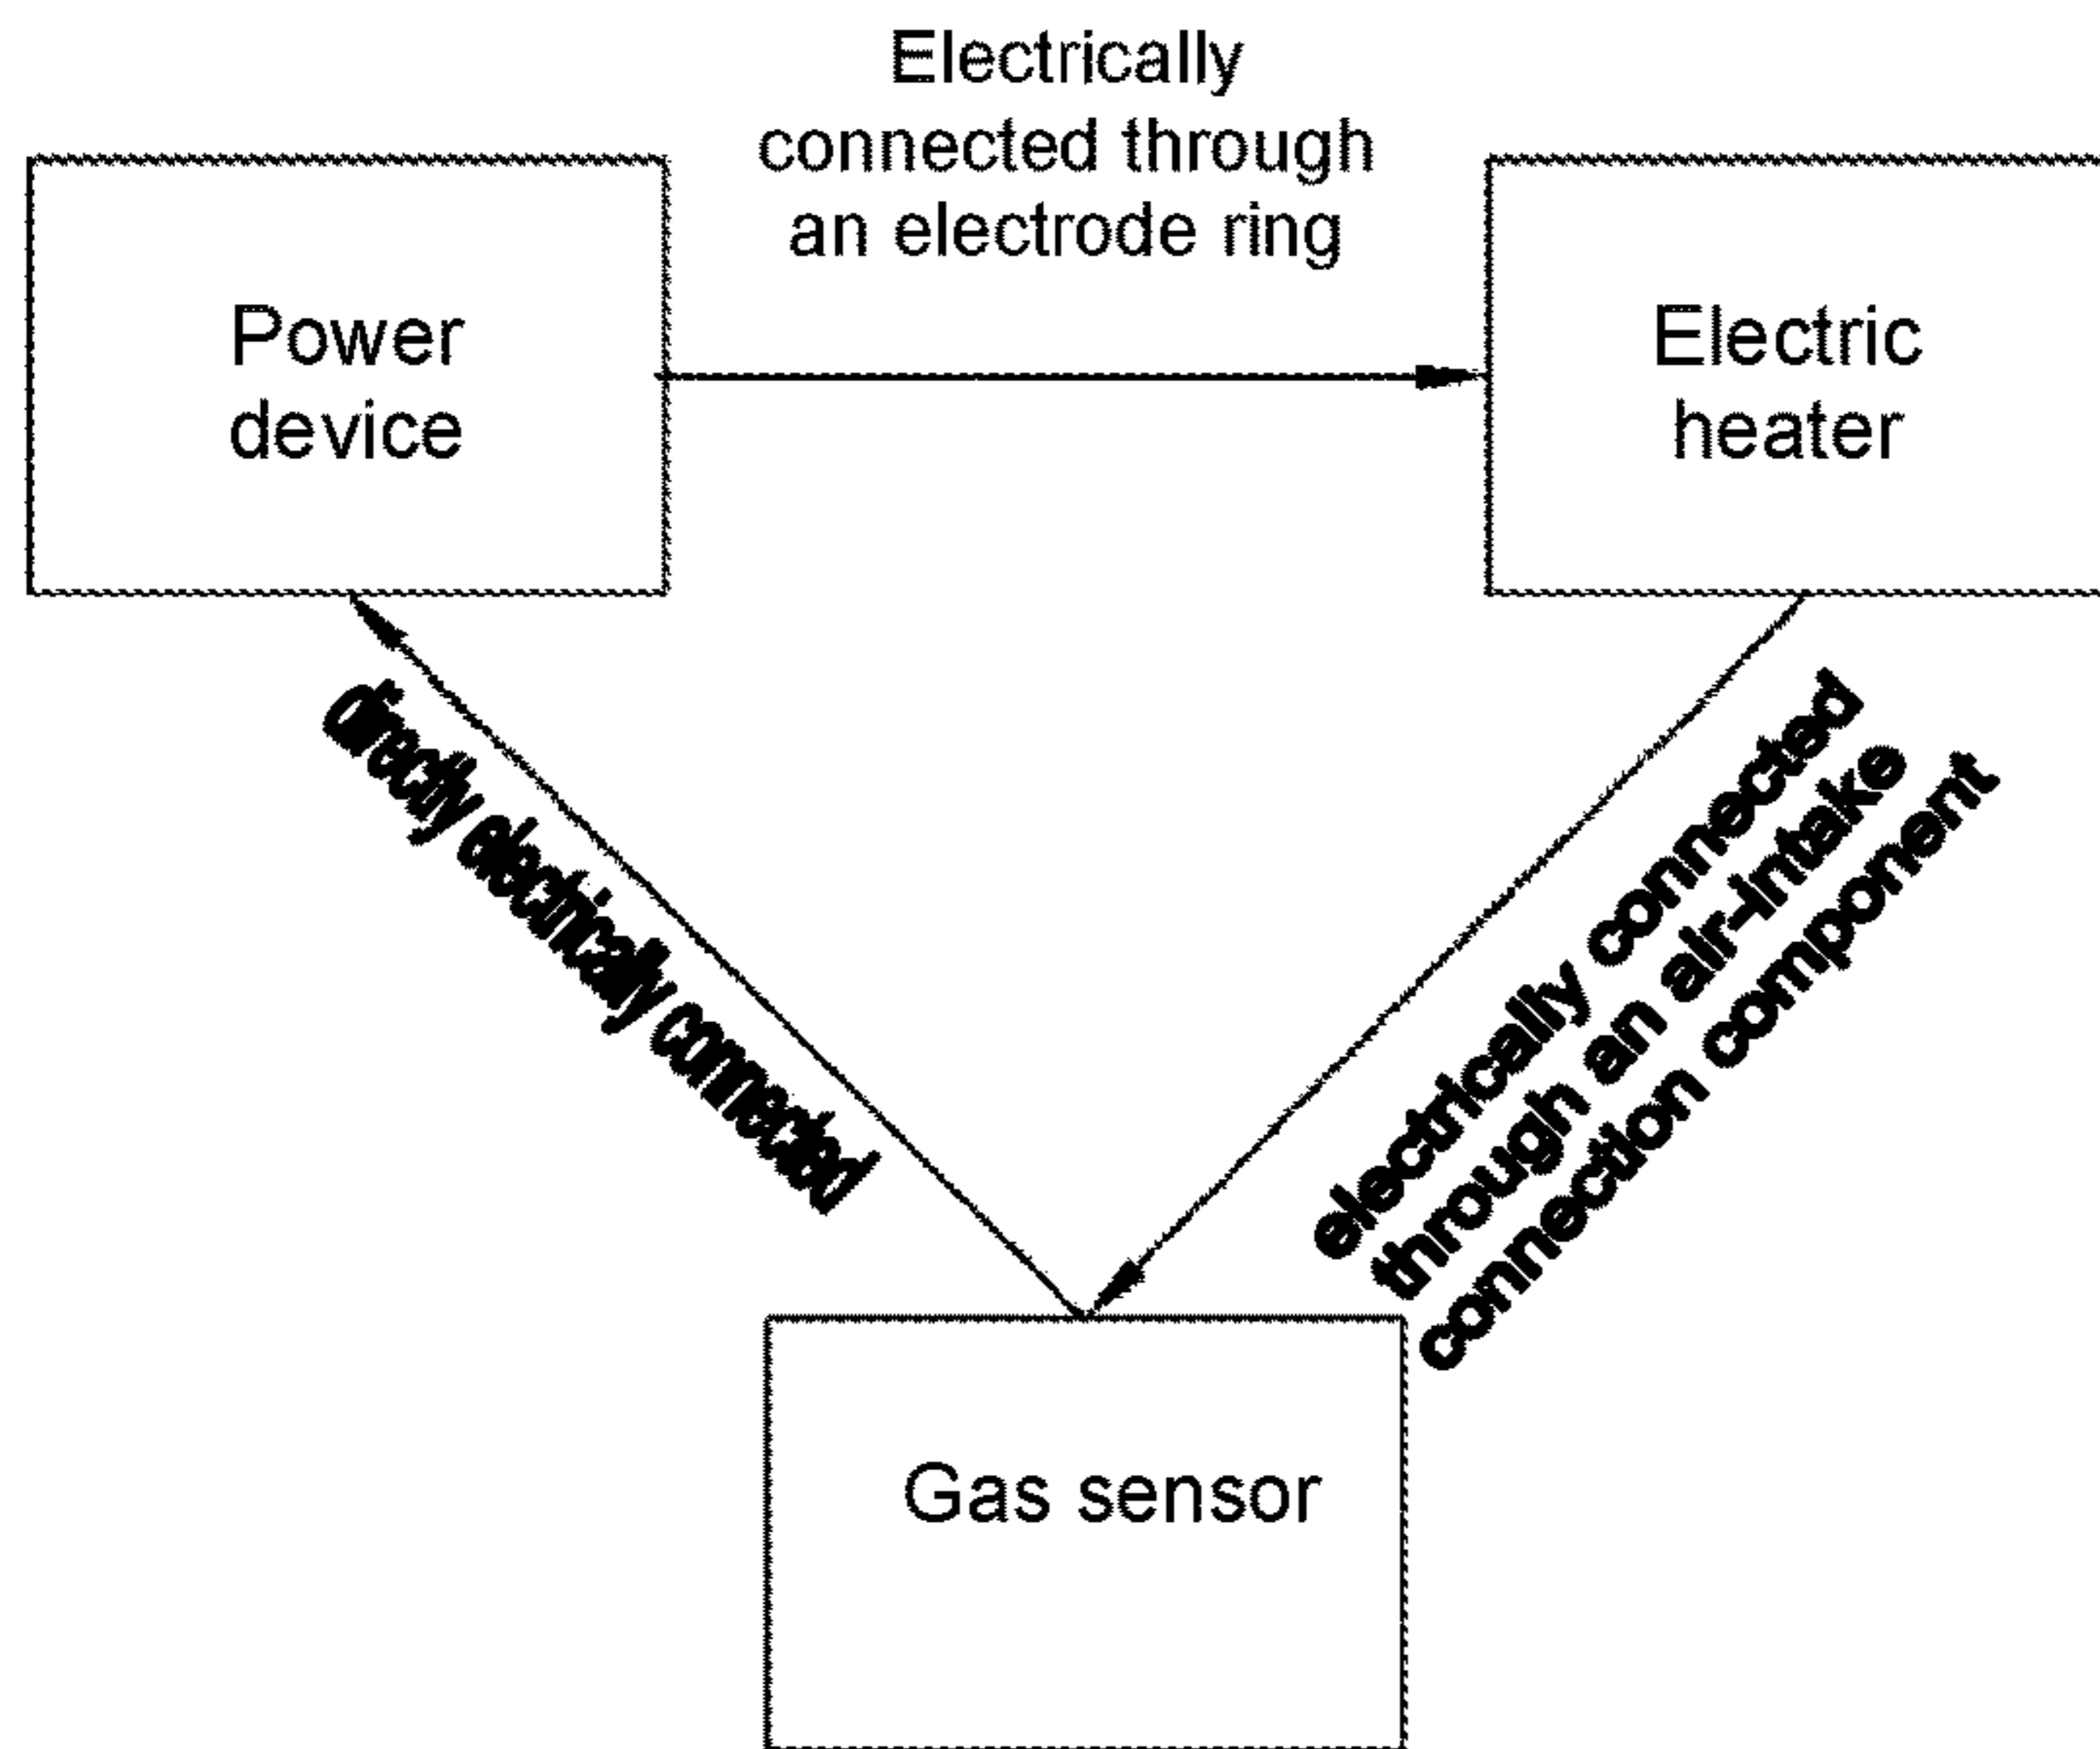 Electrically
connected through
an electrode ring
Power
device
Electric
heater
directly electrically connected
electrically connected
through an air-intake
connection component
Gas sensor